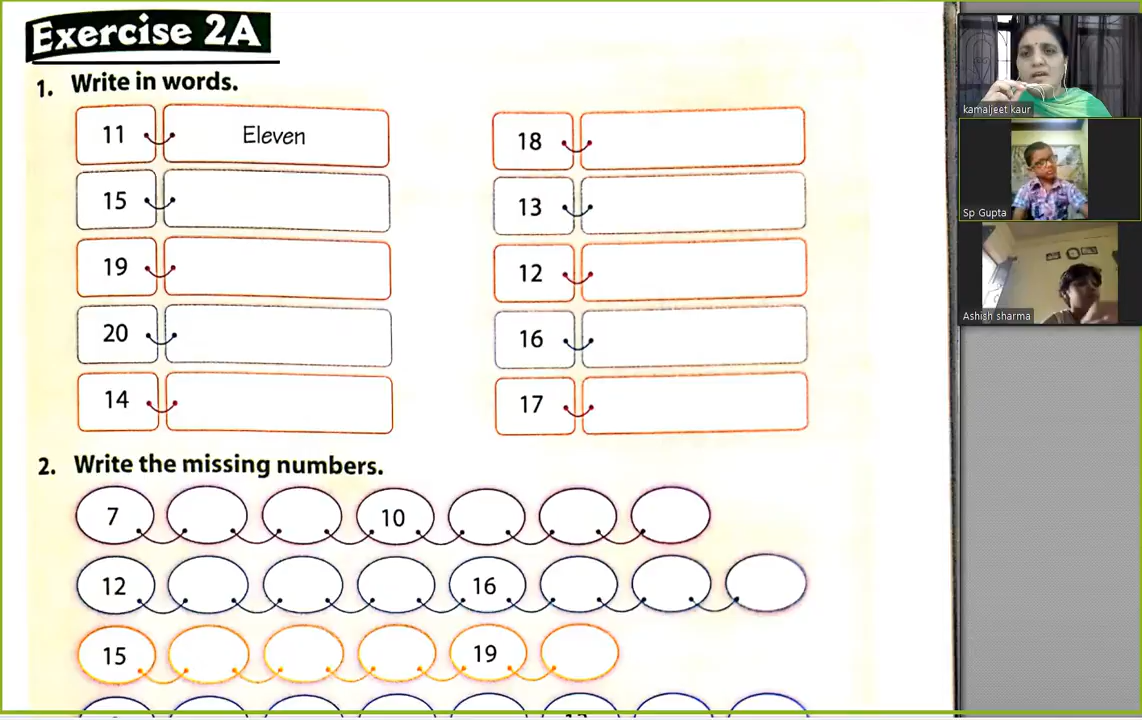 Exercise 2A
1. Write in words.
11 Eleven 18
15 13
19 12
20 16
14 17
2. Write the missing numbers.
7 10
12 16
15 19
kamaljeet kaur
Sp Gupta
Ashish sharma